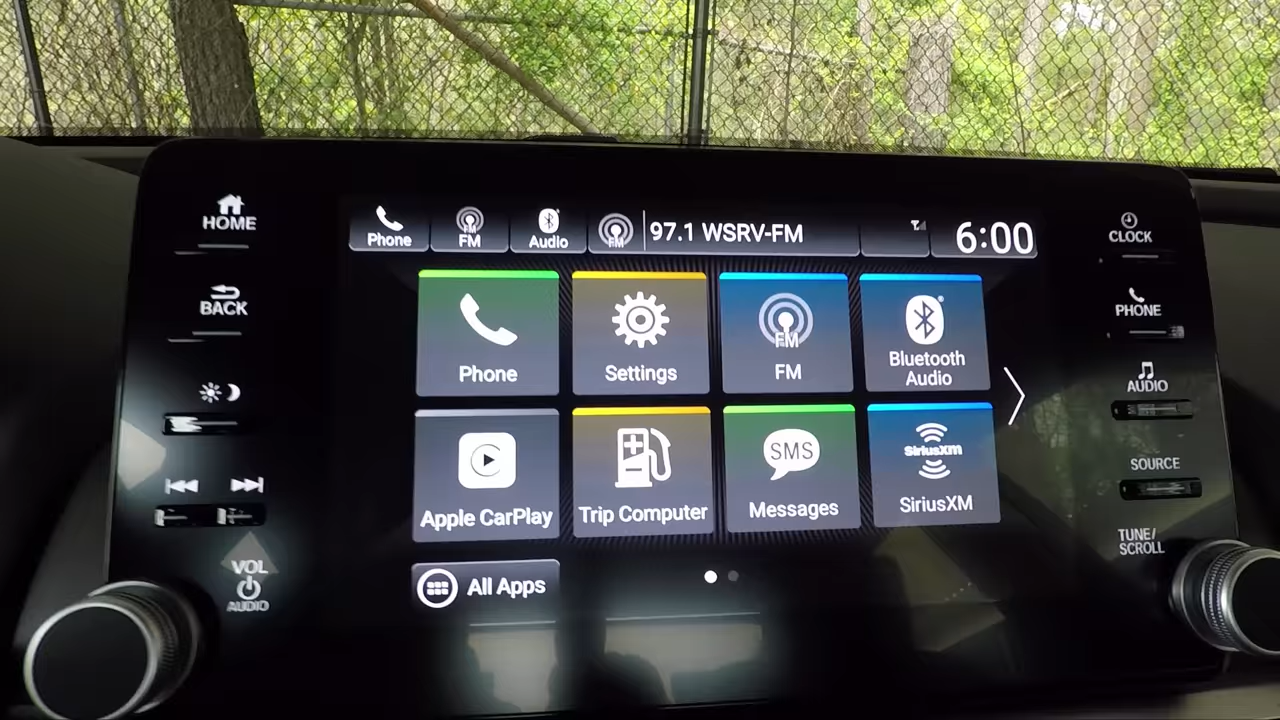 HOME
BACK
VOL
AUDIO
Phone
FM
FM
Audio
97.1 WSRV-FM
6:00
Phone
Settings
FM
FM
Bluetooth
Audio
Apple CarPlay
Trip Computer
SMS
Messages
SiriusXM
SiriusXM
All Apps
CLOCK
PHONE
AUDIO
SOURCE
TUNE/
SCROLL